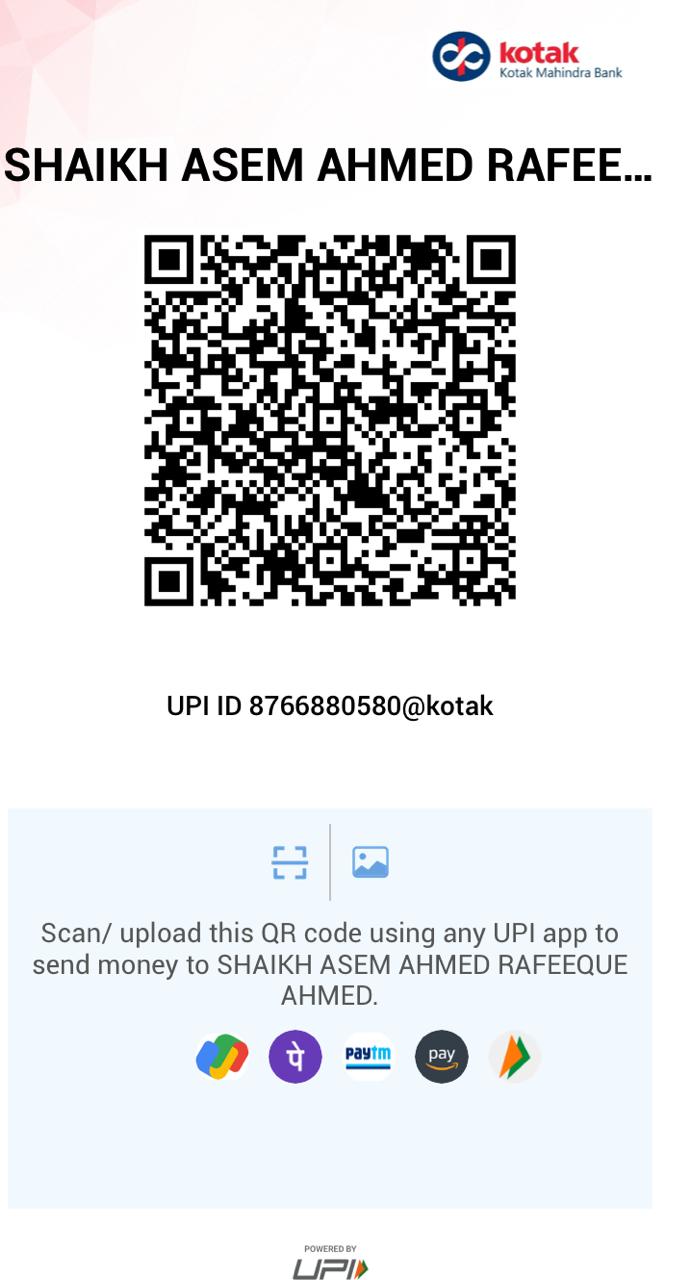 kotak
Kotak Mahindra Bank
SHAIKH ASEM AHMED RAFEE...
UPI ID 8766880580@kotak
Scan/ upload this QR code using any UPI app to
send money to SHAIKH ASEM AHMED RAFEEQUE
AHMED.
पे paytm pay
POWERED BY
UPI